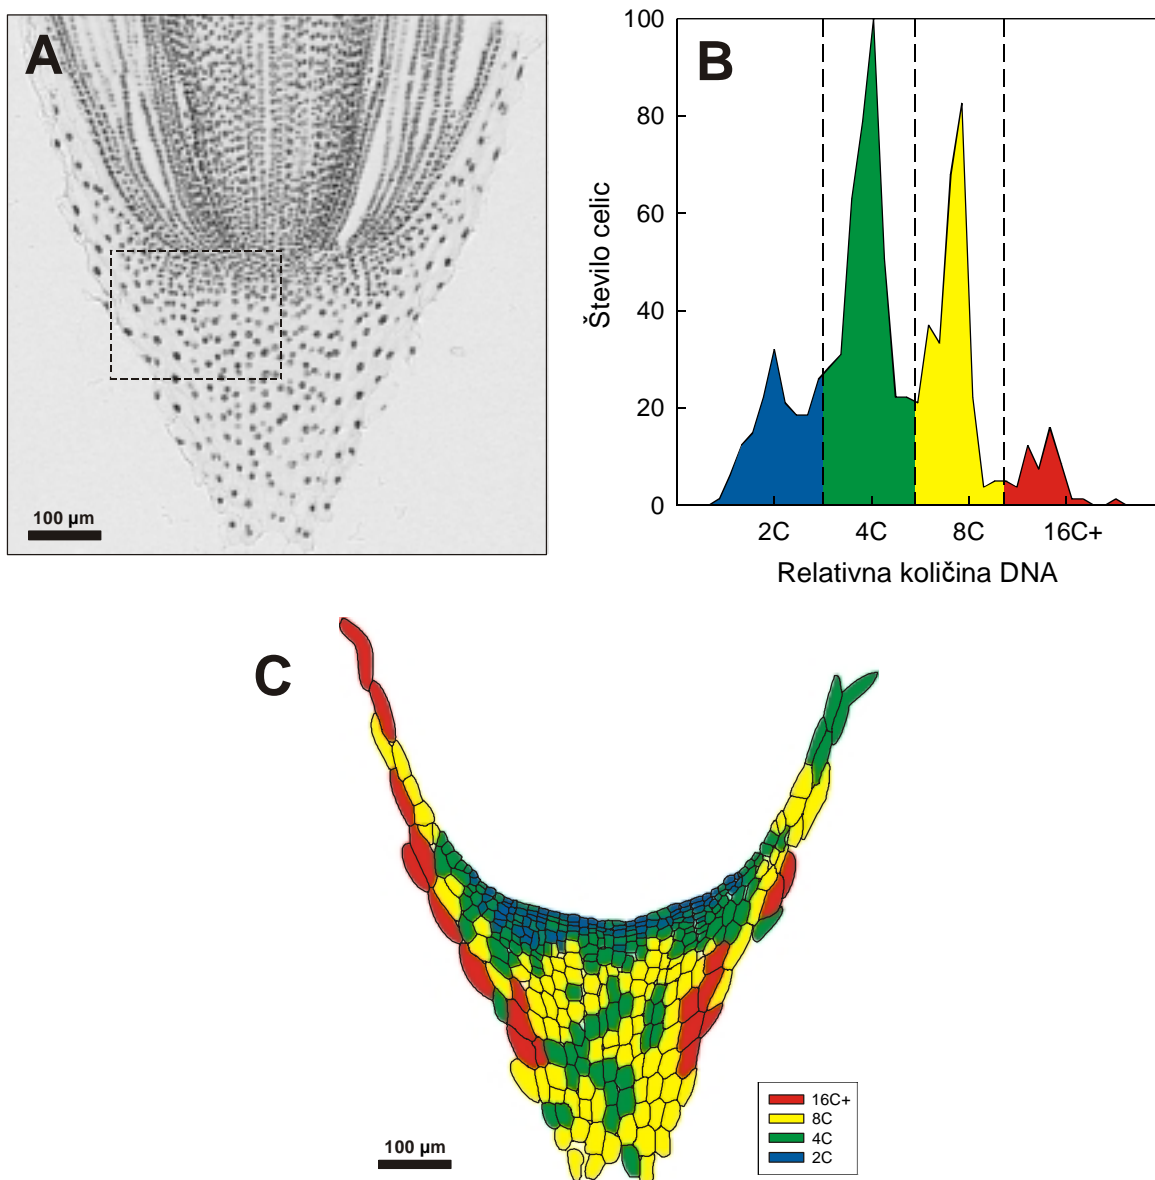 A
100 µm
B
Število celic
100
80
60
40
20
0
2C
4C
8C
16C+
Relativna količina DNA
C
100 µm
16C+
8C
4C
2C